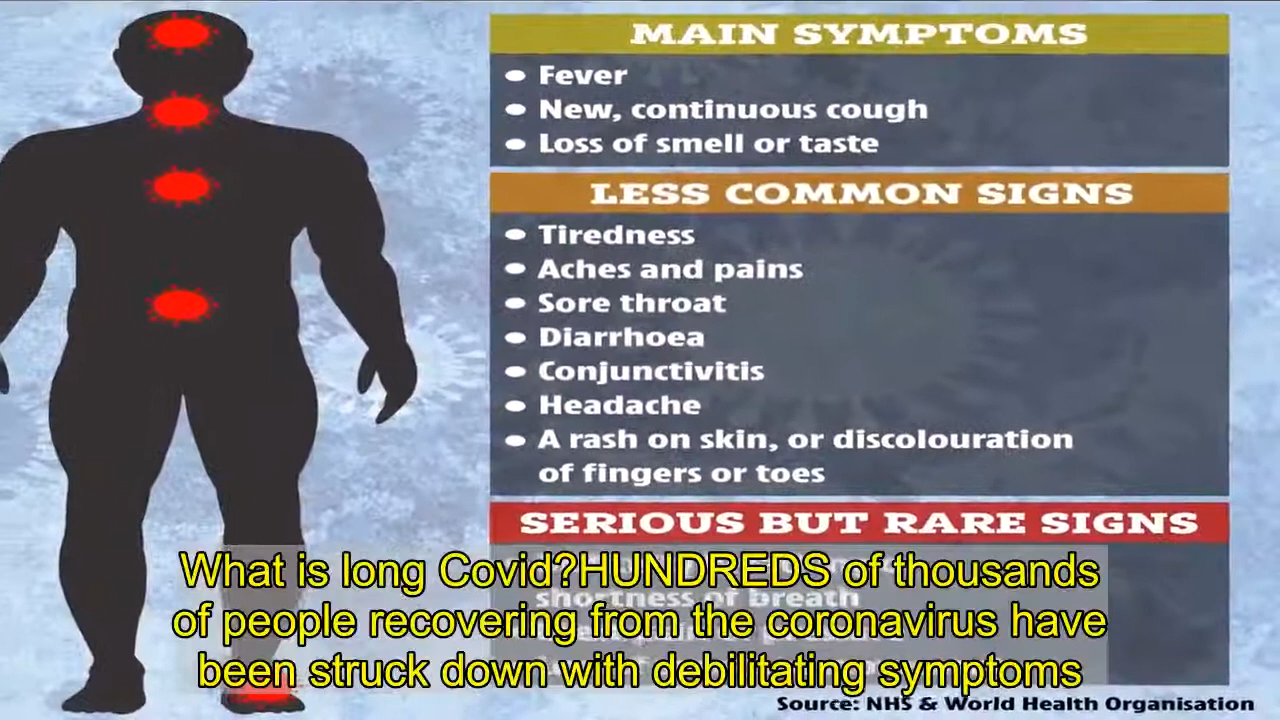 MAIN SYMPTOMS
Fever
New, continuous cough
Loss of smell or taste
LESS COMMON SIGNS
Tiredness
Aches and pains
Sore throat
Diarrhoea
Conjunctivitis
Headache
A rash on skin, or discolouration
of fingers or toes
SERIOUS BUT RARE SIGNS
shortness of breath
What is long Covid?HUNDREDS of thousands
of people recovering from the coronavirus have
been struck down with debilitating symptoms
Source: NHS & World Health Organisation